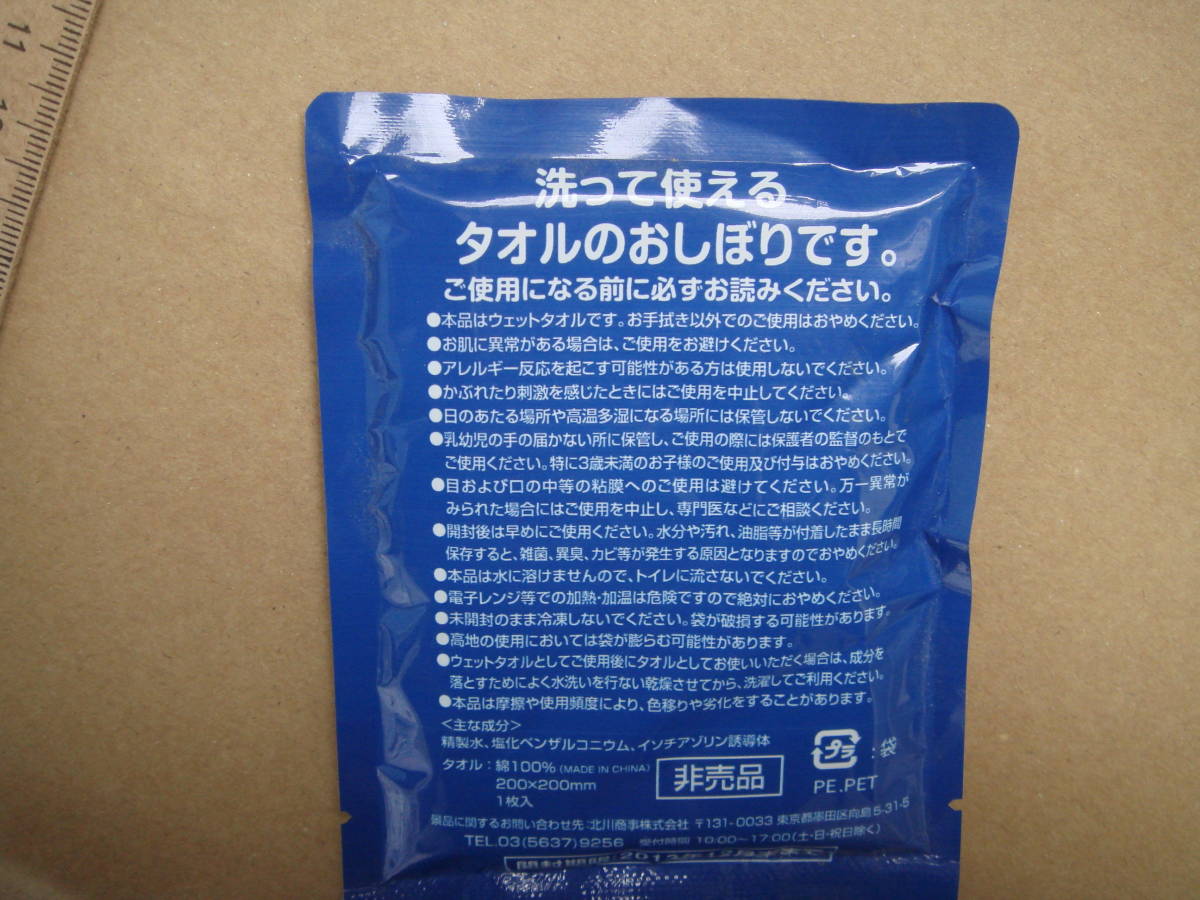 11
洗って使える
タオルのおしぼりです。
ご使用になる前に必ずお読みください。
●本品はウェットタオルです。お手拭き以外でのご使用はおやめください。
●お肌に異常がある場合は、ご使用をお避けください。
●アレルギー反応を起こす可能性がある方は使用しないでください。
●かぶれたり刺激を感じたときにはご使用を中止してください。
●日のあたる場所や高温多湿になる場所には保管しないでください。
●乳幼児の手の届かない所に保管し、ご使用の際には保護者の監督のもとで
ご使用ください。特に3歳未満のお子様のご使用及び付与はおやめください。
●目および口の中等の粘膜へのご使用は避けてください。万一異常が
みられた場合にはご使用を中止し、専門医などにご相談ください。
●開封後は早めにご使用ください。水分や汚れ、油脂等が付着したまま長時間
保存すると、雑菌、異臭、カビ等が発生する原因となりますのでおやめください。
●本品は水に溶けませんので、トイレに流さないでください。
●電子レンジ等での加熱・加温は危険ですので絶対におやめください。
●未開封のまま冷凍しないでください。袋が破損する可能性があります。
●高地の使用においては袋が膨らむ可能性があります。
●ウェットタオルとしてご使用後にタオルとしてお使いいただく場合は、成分を
落とすためによく水洗いを行ない乾燥させてから、洗濯してご利用ください。
●本品は摩擦や使用頻度により、色移りや劣化をすることがあります。
＜主な成分＞
精製水、塩化ベンザルコニウム、イソチアゾリン誘導体
タオル：綿100％(MADE IN CHINA)
200×200mm
1枚入
非売品
プラ
：袋
PE.PET
景品に関するお問い合わせ先：北川商事株式会社 〒131-0033 東京都墨田区向島5-31-5
TEL.03(5637)9256 受付時間 10:00〜17:00(土・日・祝日除く)
開封期限: